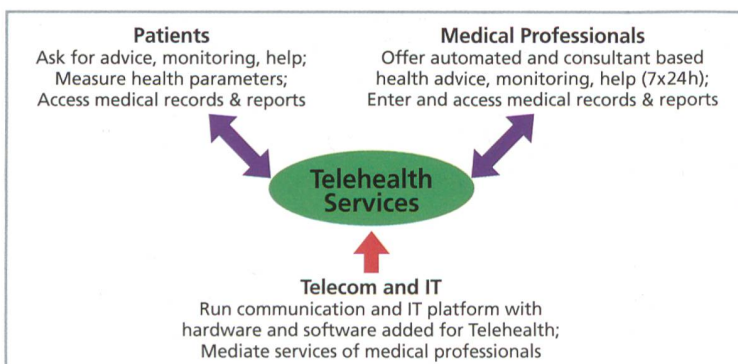 Patients
Ask for advice, monitoring, help;
Measure health parameters;
Access medical records & reports
Medical Professionals
Offer automated and consultant based
health advice, monitoring, help (7x24h);
Enter and access medical records & reports
Telehealth
Services
Telecom and IT
Run communication and IT platform with
hardware and software added for Telehealth;
Mediate services of medical professionals